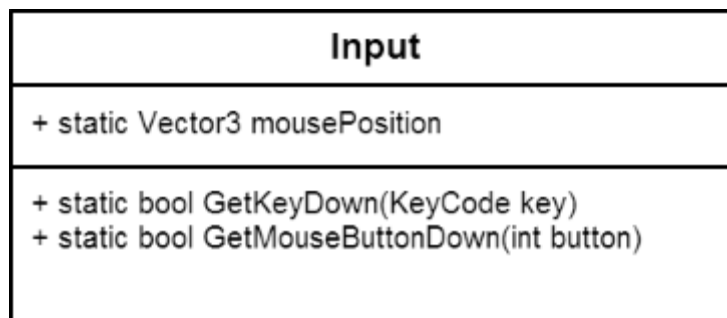 Input
+ static Vector3 mousePosition
+ static bool GetKeyDown(KeyCode key)
+ static bool GetMouseButtonDown(int button)